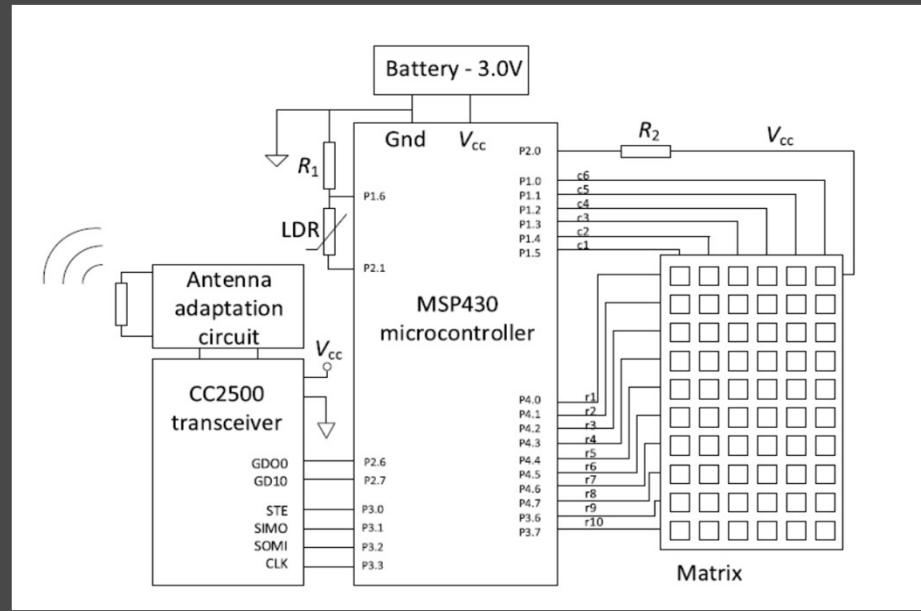 Battery - 3.0V
Gnd
Vcc
R1
LDR
P1.6
P2.1
MSP430
microcontroller
P2.0
R2
Vcc
P1.0
P1.1
P1.2
P1.3
P1.4
P1.5
c6
c5
c4
c3
c2
c1
Antenna
adaptation
circuit
Vcc
CC2500
transceiver
GDO0
GD10
STE
SIMO
SOMI
CLK
P2.6
P2.7
P3.0
P3.1
P3.2
P3.3
P4.0
P4.1
P4.2
P4.3
P4.4
P4.5
P4.6
P4.7
P3.6
P3.7
r1
r2
r3
r4
r5
r6
r7
r8
r9
r10
Matrix